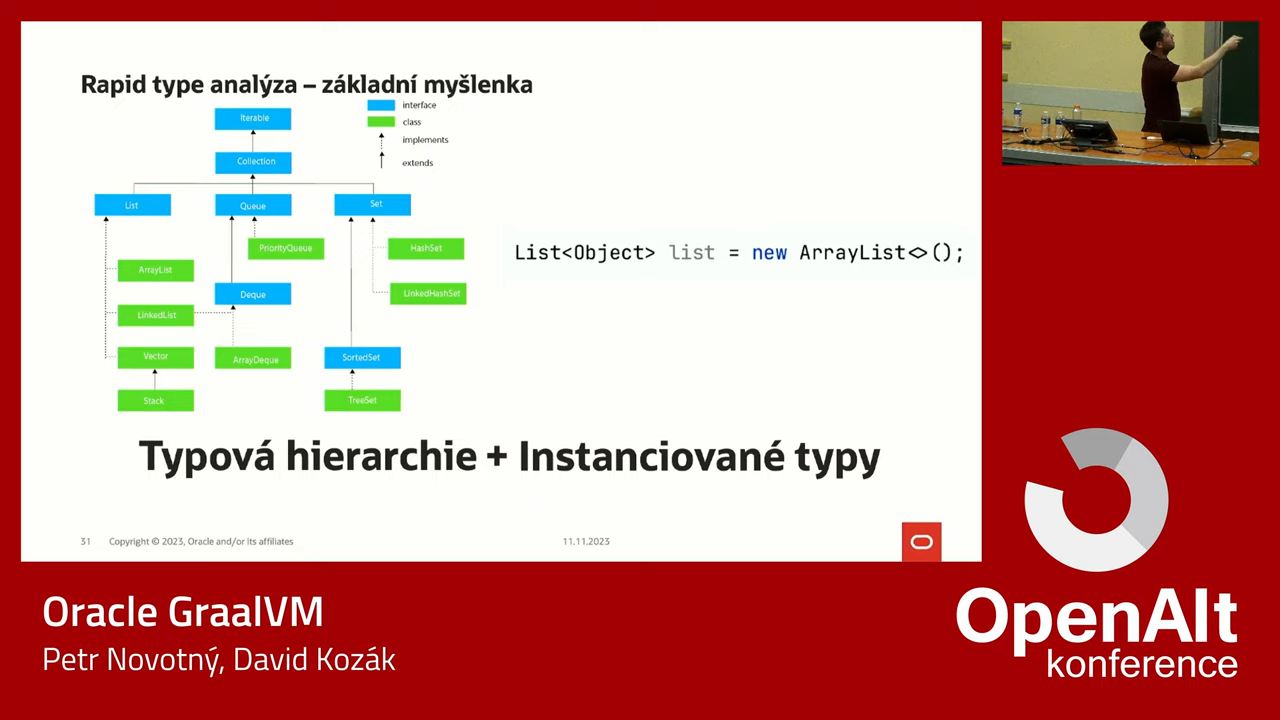 Rapid type analýza – základní myšlenka
Iterable
interface
class
implements
extends
Collection
List
Queue
Set
PriorityQueue
HashSet
ArrayList
Deque
LinkedHashSet
LinkedList
Vector
ArrayDeque
SortedSet
Stack
TreeSet
List<Object> list = new ArrayList<>();
Typová hierarchie + Instanciované typy
31 Copyright © 2023, Oracle and/or its affiliates
11.11.2023
Oracle GraalVM
Petr Novotný, David Kozák
OpenAlt
konference